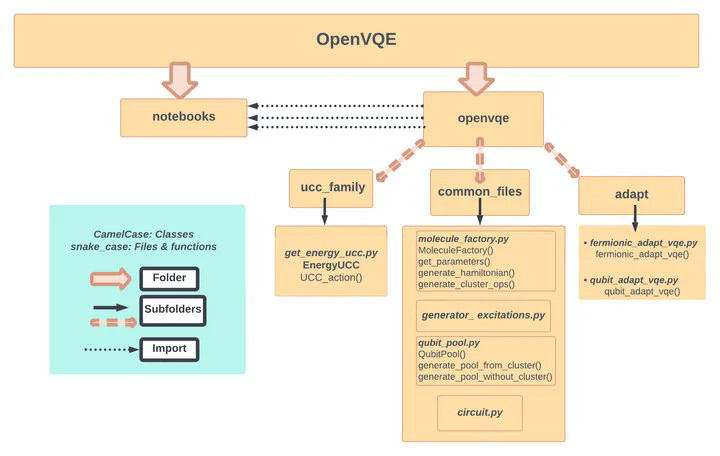 OpenVQE
notebooks
openvqe
ucc_family
common_files
adapt
get_energy_ucc.py
EnergyUCC
UCC_action()
molecule_factory.py
MoleculeFactory()
get_parameters()
generate_hamiltonian()
generate_cluster_ops()
generator_ excitations.py
qubit_pool.py
QubitPool()
generate_pool_from_cluster()
generate_pool_without_cluster()
circuit.py
• fermionic_adapt_vqe.py
fermionic_adapt_vqe()
• qubit_adapt_vqe.py
qubit_adapt_vqe()
CamelCase: Classes
snake_case: Files & functions
Folder
Subfolders
Import